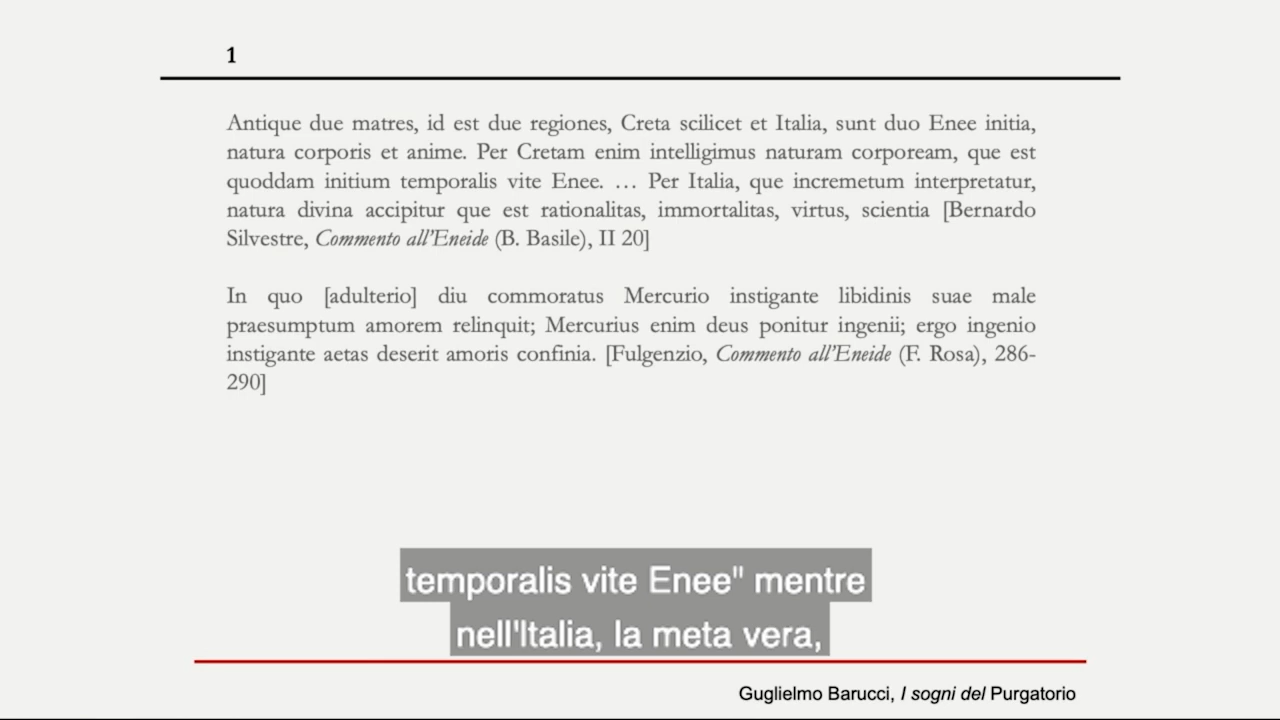 1
Antique due matres, id est due regiones, Creta scilicet et Italia, sunt duo Enee initia,
natura corporis et anime. Per Cretam enim intelligimus naturam corpoream, que est
quoddam initium temporalis vite Enee. … Per Italia, que incremetum interpretatur,
natura divina accipitur que est rationalitas, immortalitas, virtus, scientia [Bernardo
Silvestre, Commento all’Eneide (B. Basile), II 20]
In quo [adulterio] diu commoratus Mercurio instigante libidinis suae male
praesumptum amorem relinquit; Mercurius enim deus ponitur ingenii; ergo ingenio
instigante aetas deserit amoris confinia. [Fulgenzio, Commento all’Eneide (F. Rosa), 286-
290]
temporalis vite Enee" mentre
nell'Italia, la meta vera,
Guglielmo Barucci, I sogni del Purgatorio